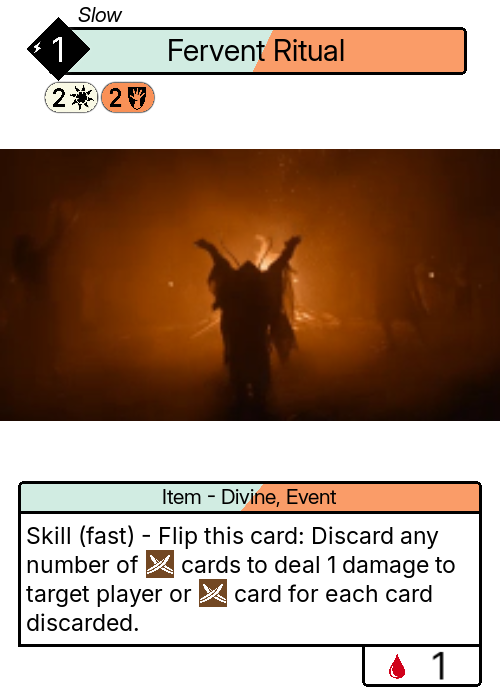 Slow
1 Fervent Ritual
2 2
Item - Divine, Event
Skill (fast) - Flip this card: Discard any
number of cards to deal 1 damage to
target player or card for each card
discarded.
1